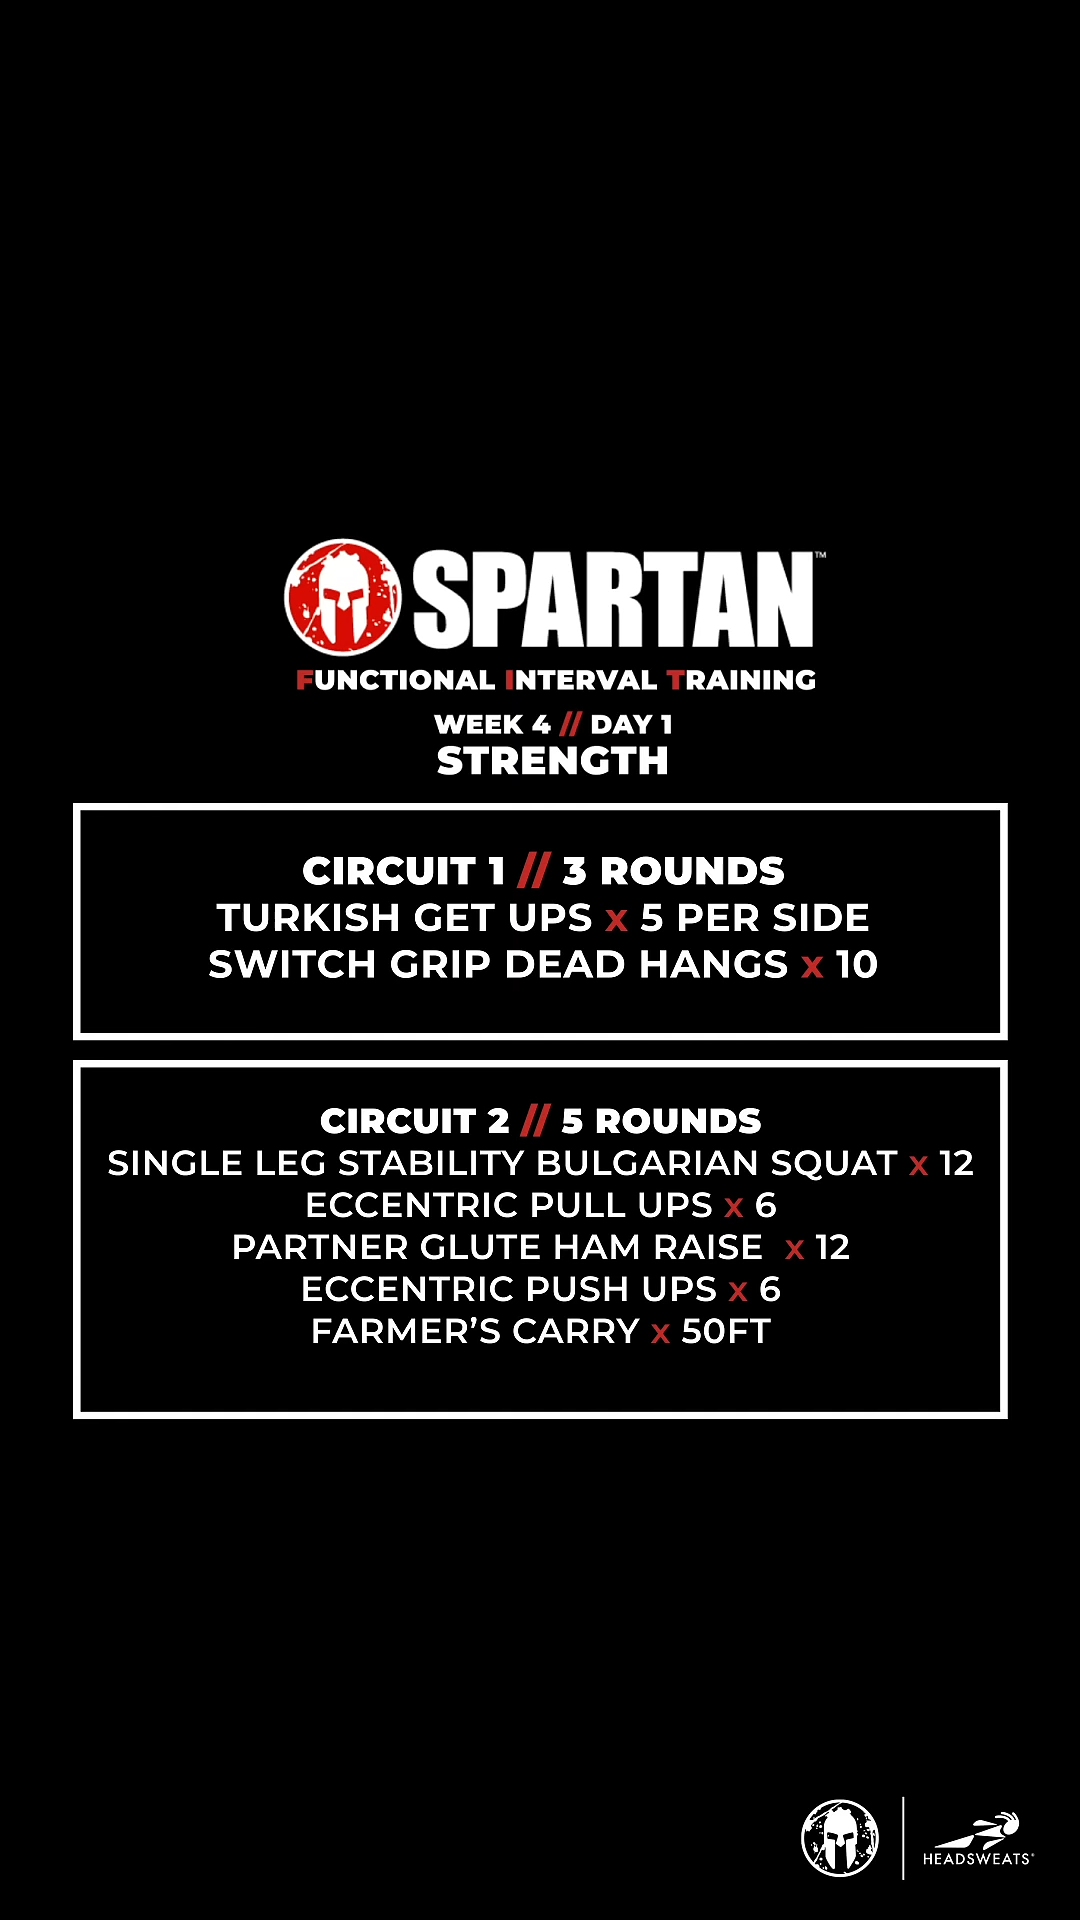 SPARTAN™
FUNCTIONAL INTERVAL TRAINING
WEEK 4 // DAY 1
STRENGTH
CIRCUIT 1 // 3 ROUNDS
TURKISH GET UPS x 5 PER SIDE
SWITCH GRIP DEAD HANGS x 10
CIRCUIT 2 // 5 ROUNDS
SINGLE LEG STABILITY BULGARIAN SQUAT x 12
ECCENTRIC PULL UPS x 6
PARTNER GLUTE HAM RAISE x 12
ECCENTRIC PUSH UPS x 6
FARMER’S CARRY x 50FT
HEADSWEATS®